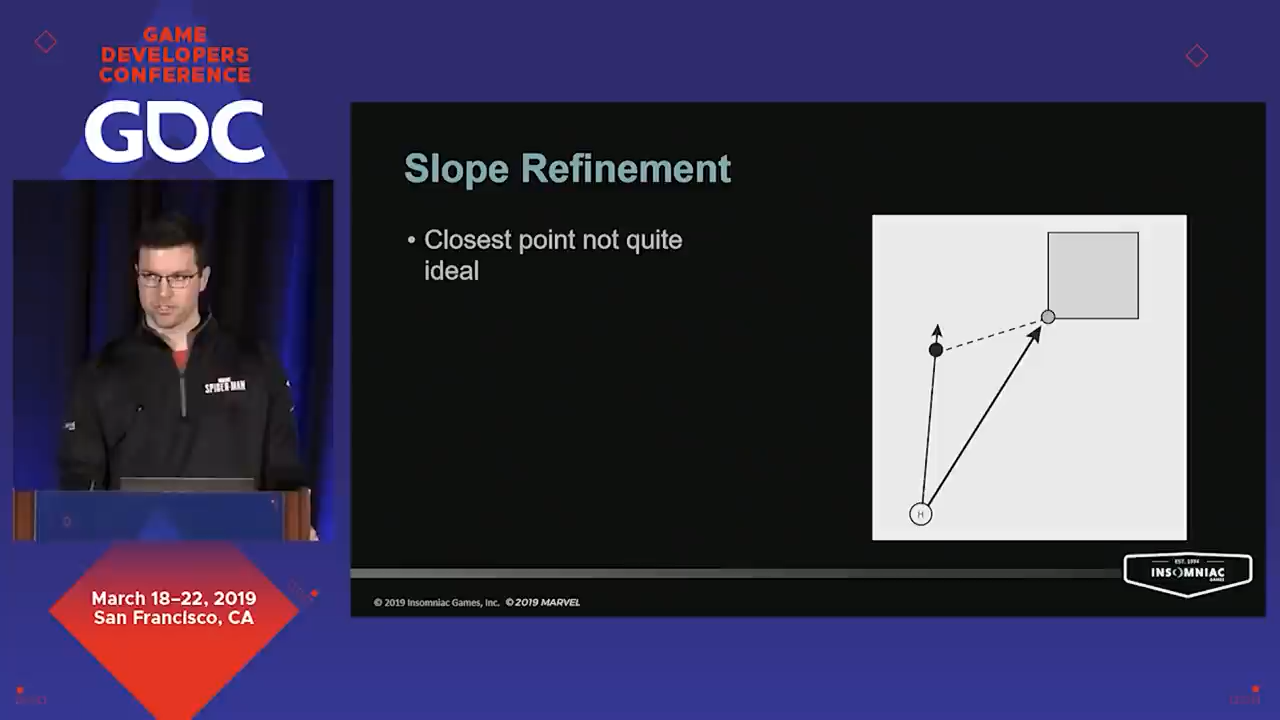 GAME
DEVELOPERS
CONFERENCE
GDC
Slope Refinement
• Closest point not quite
ideal
H
SPIDER-MAN
March 18–22, 2019
San Francisco, CA
EST. 1994
INSOMNIAC
GAMES
© 2019 Insomniac Games, Inc. © 2019 MARVEL